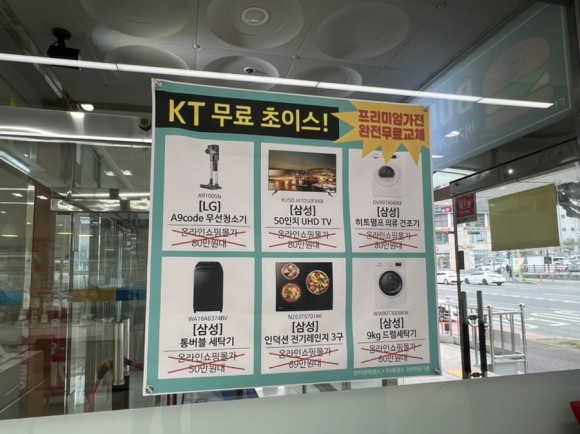 KT 무료 초이스!
프리미엄가전
완전무료교체
A9100SN
[LG]
A9code 무선청소기
온라인쇼핑몰가
80만원대
KU50UA7050FXKR
[삼성]
50인치 UHD TV
온라인쇼핑몰가
80만원대
[삼성]
히트펌프 의류 건조기
온라인쇼핑몰가
80만원대
WA16A6374BV
[삼성]
통버블 세탁기
온라인쇼핑몰가
50만원대
[삼성]
인덕션 전기레인지 3구
온라인쇼핑몰가
69만원대
WW90T3000KW
[삼성]
9kg 드럼세탁기
온라인쇼핑몰가
60만원대